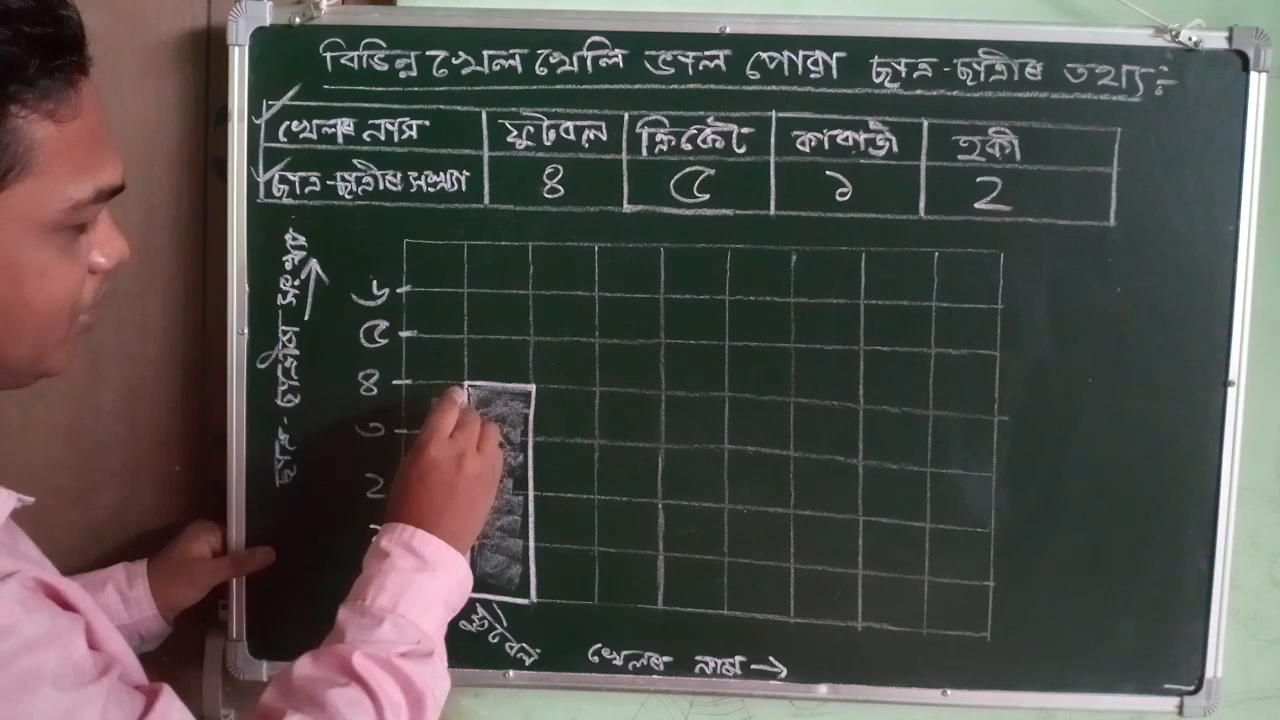 বিভিন্ন খেল খেলি ভাল পোৱা ছাত্ৰ-ছাত্ৰীৰ তথ্য:
খেলৰ নাম ফুটবল ক্ৰিকেট কাবাডী হকী
ছাত্ৰ-ছাত্ৰীৰ সংখ্যা ৪ ৫ ১ 2
ছাত্ৰ-ছাত্ৰীৰ সংখ্যা
৬
৫
৪
৩
2
ফুটবল
খেলৰ নাম →